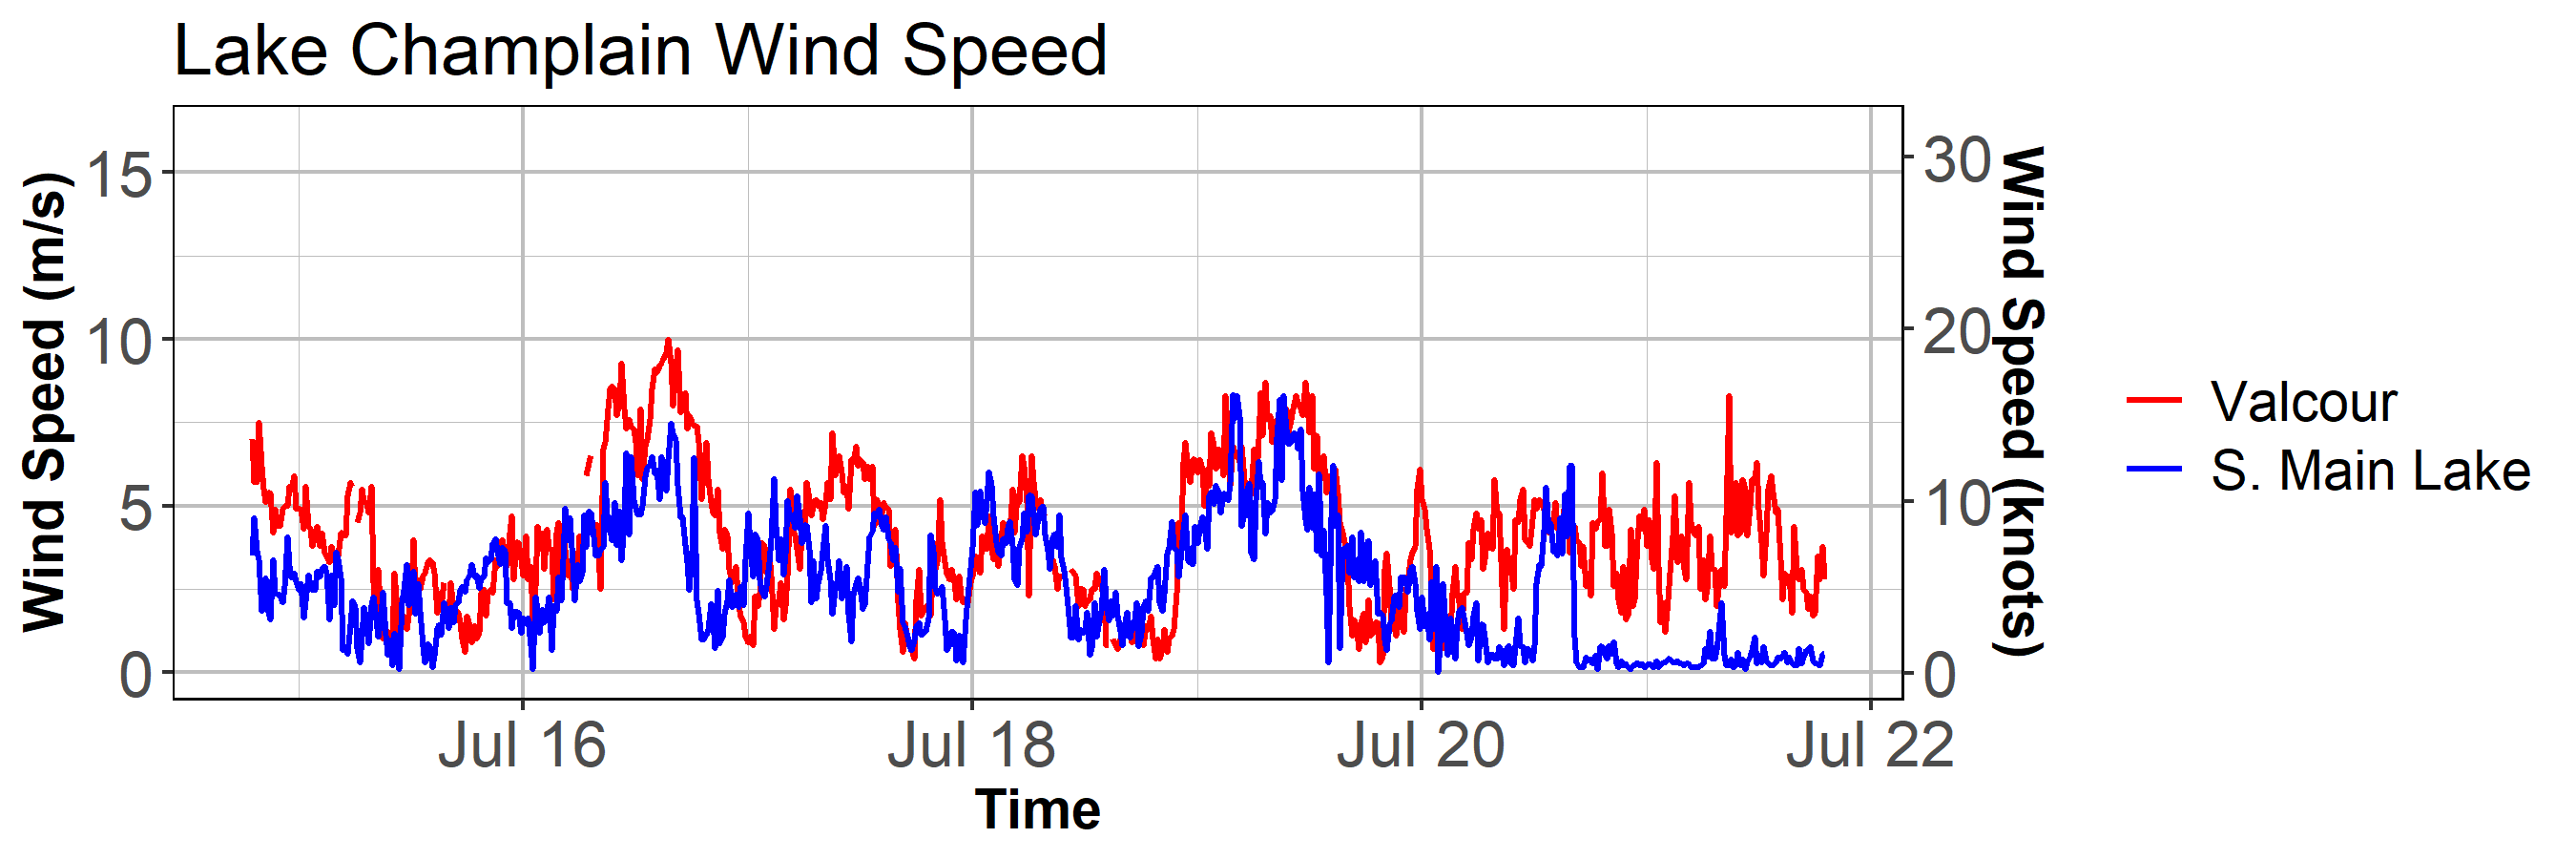 Lake Champlain Wind Speed
Wind Speed (m/s)
15
10
5
0
30
20
10
0
Wind Speed (knots)
Jul 16
Jul 18
Jul 20
Jul 22
Time
Valcour
S. Main Lake